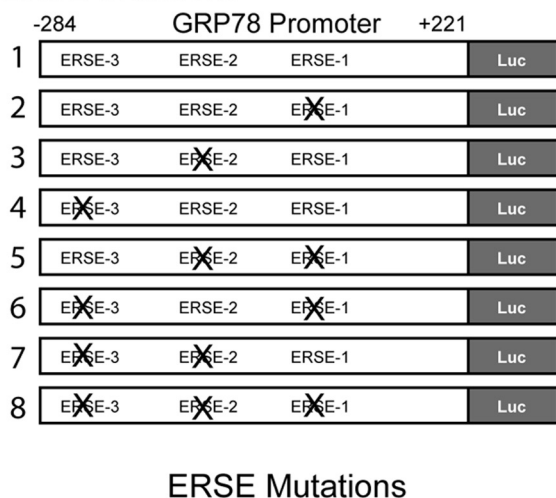 -284 GRP78 Promoter +221
1 ERSE-3 ERSE-2 ERSE-1 Luc
2 ERSE-3 ERSE-2 ERSE-1 Luc
3 ERSE-3 ERSE-2 ERSE-1 Luc
4 ERSE-3 ERSE-2 ERSE-1 Luc
5 ERSE-3 ERSE-2 ERSE-1 Luc
6 ERSE-3 ERSE-2 ERSE-1 Luc
7 ERSE-3 ERSE-2 ERSE-1 Luc
8 ERSE-3 ERSE-2 ERSE-1 Luc
ERSE Mutations